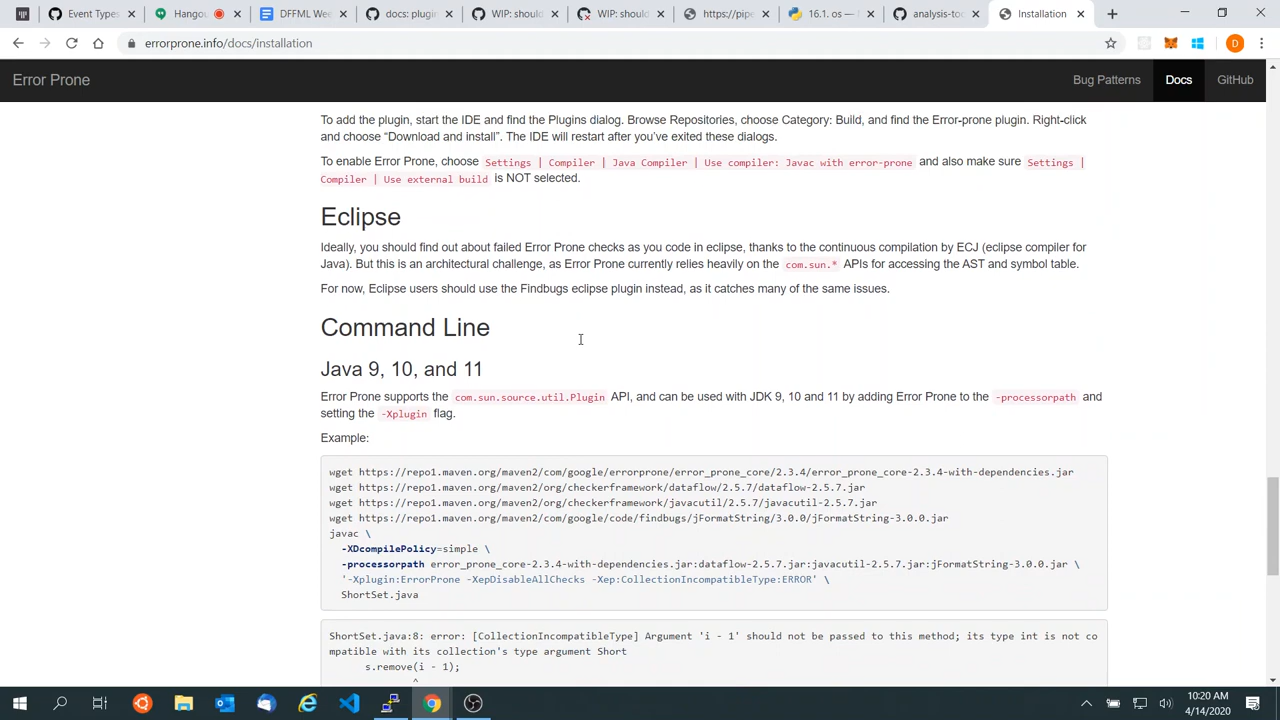 Event Types
Hangou
DFFML Wee
docs: plugin
WIP: should
WIP: should
https://pipe
16.1. os — M
analysis-too
Installation
errorprone.info/docs/installation
D
Error Prone
Bug Patterns
Docs
GitHub
To add the plugin, start the IDE and find the Plugins dialog. Browse Repositories, choose Category: Build, and find the Error-prone plugin. Right-click
and choose “Download and install”. The IDE will restart after you’ve exited these dialogs.
To enable Error Prone, choose Settings | Compiler | Java Compiler | Use compiler: Javac with error-prone and also make sure Settings |
Compiler | Use external build is NOT selected.
Eclipse
Ideally, you should find out about failed Error Prone checks as you code in eclipse, thanks to the continuous compilation by ECJ (eclipse compiler for
Java). But this is an architectural challenge, as Error Prone currently relies heavily on the com.sun.* APIs for accessing the AST and symbol table.
For now, Eclipse users should use the Findbugs eclipse plugin instead, as it catches many of the same issues.
Command Line
Java 9, 10, and 11
Error Prone supports the com.sun.source.util.Plugin API, and can be used with JDK 9, 10 and 11 by adding Error Prone to the -processorpath and
setting the -Xplugin flag.
Example:
wget https://repo1.maven.org/maven2/com/google/errorprone/error_prone_core/2.3.4/error_prone_core-2.3.4-with-dependencies.jar
wget https://repo1.maven.org/maven2/org/checkerframework/dataflow/2.5.7/dataflow-2.5.7.jar
wget https://repo1.maven.org/maven2/org/checkerframework/javacutil/2.5.7/javacutil-2.5.7.jar
wget https://repo1.maven.org/maven2/com/google/code/findbugs/jFormatString/3.0.0/jFormatString-3.0.0.jar
javac \
-XDcompilePolicy=simple \
-processorpath error_prone_core-2.3.4-with-dependencies.jar:dataflow-2.5.7.jar:javacutil-2.5.7.jar:jFormatString-3.0.0.jar \
'-Xplugin:ErrorProne -XepDisableAllChecks -Xep:CollectionIncompatibleType:ERROR' \
ShortSet.java
ShortSet.java:8: error: [CollectionIncompatibleType] Argument 'i - 1' should not be passed to this method; its type int is not co
mpatible with its collection's type argument Short
s.remove(i - 1);
^
10:20 AM
4/14/2020